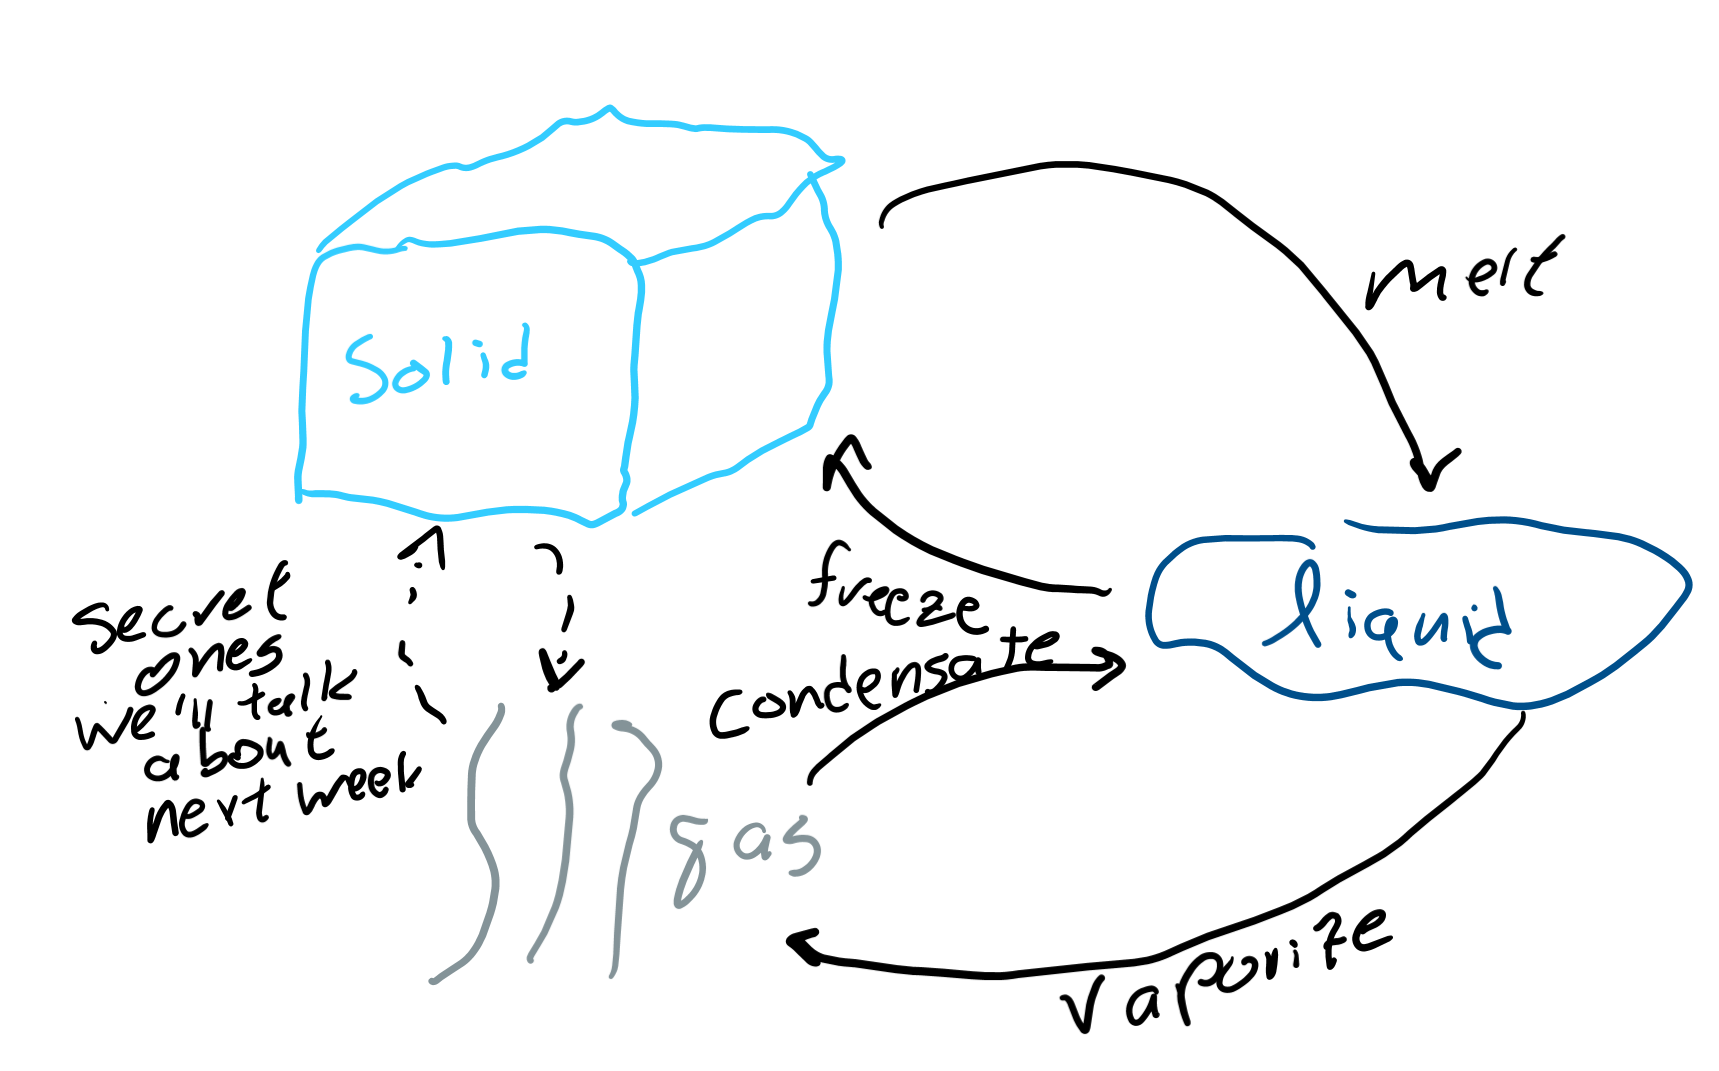 melt
Solid
freeze
liquid
secret
ones
we'll talk
about
next week
condensate
gas
vaporize